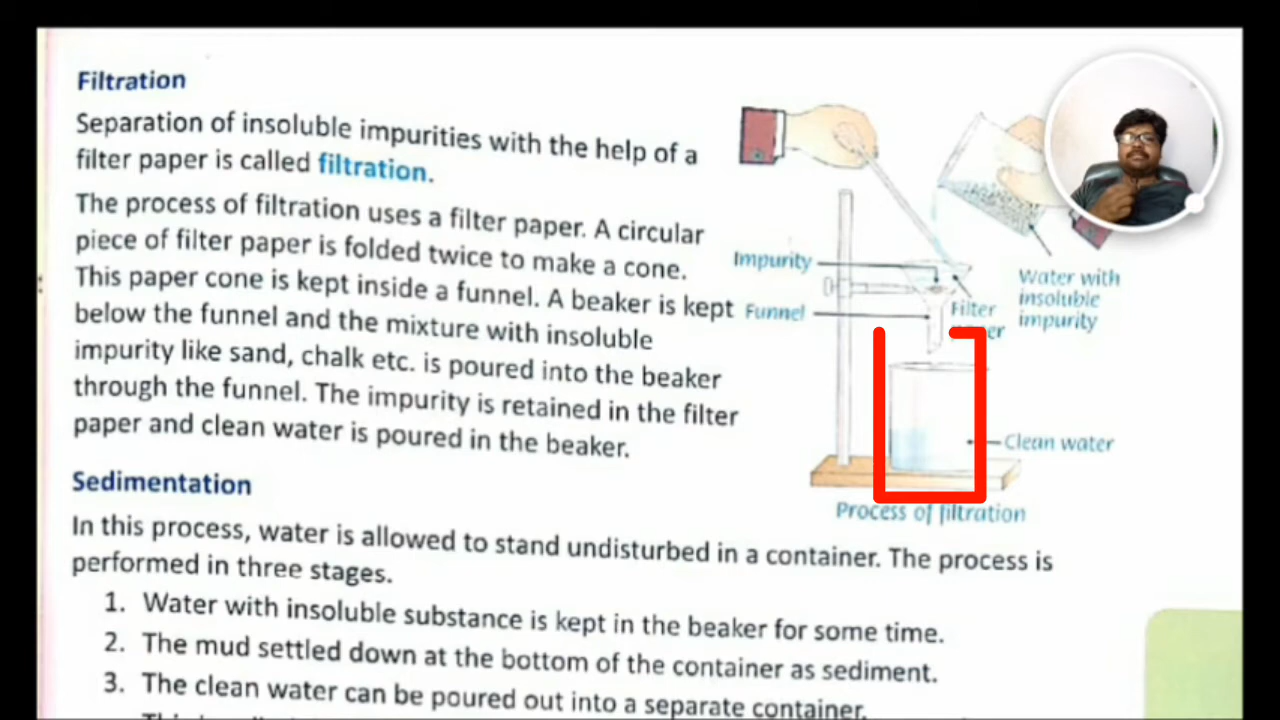 Filtration
Separation of insoluble impurities with the help of a
filter paper is called filtration.
The process of filtration uses a filter paper. A circular
piece of filter paper is folded twice to make a cone.
This paper cone is kept inside a funnel. A beaker is kept
below the funnel and the mixture with insoluble
impurity like sand, chalk etc. is poured into the beaker
through the funnel. The impurity is retained in the filter
paper and clean water is poured in the beaker.
Impurity
Funnel
Filter
Water with
insoluble
impurity
Clean water
Process of filtration
Sedimentation
In this process, water is allowed to stand undisturbed in a container. The process is
performed in three stages.
1. Water with insoluble substance is kept in the beaker for some time.
2. The mud settled down at the bottom of the container as sediment.
3. The clean water can be poured out into a separate container.